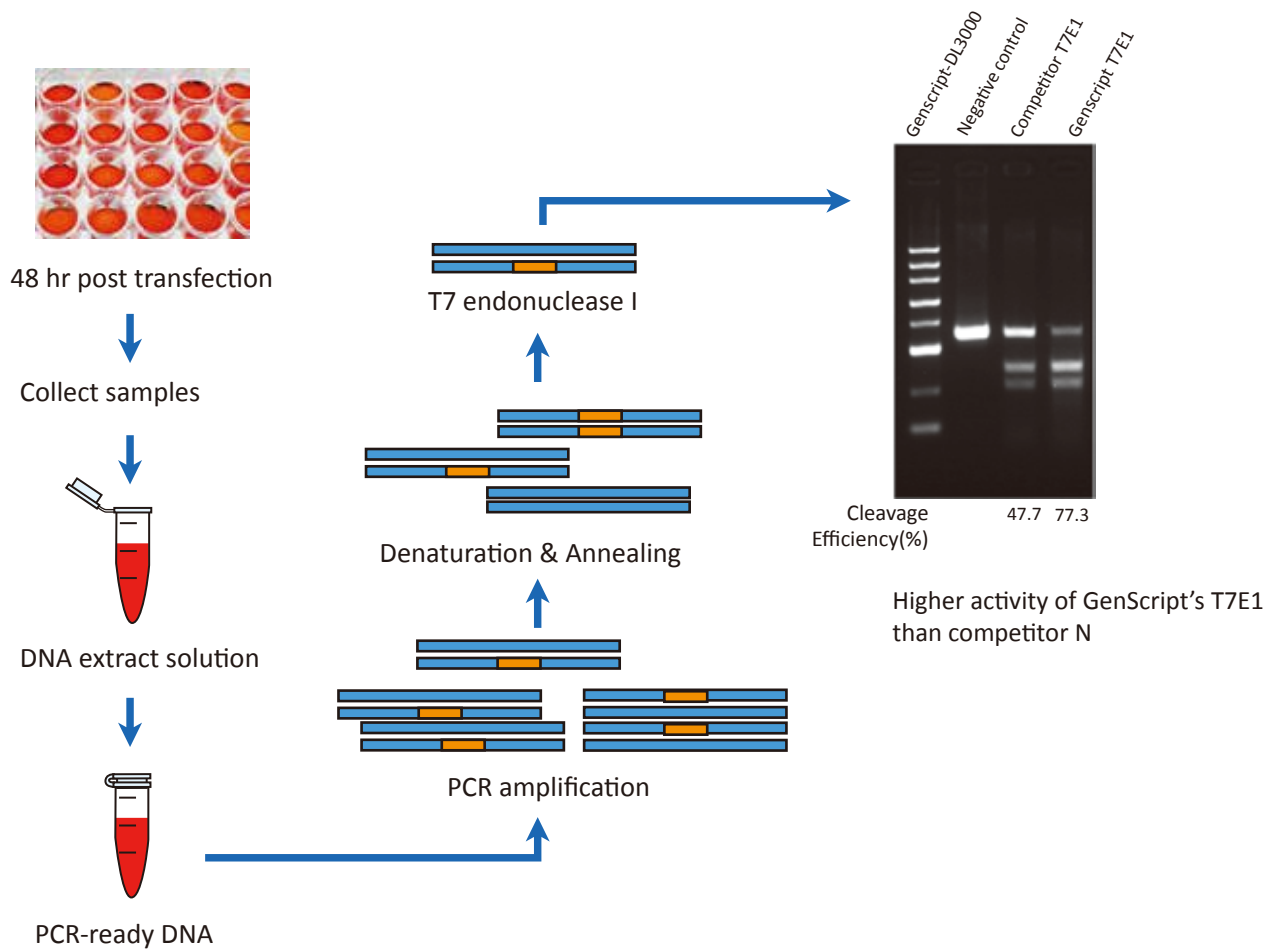 48 hr post transfection
Collect samples
DNA extract solution
PCR-ready DNA
PCR amplification
Denaturation & Annealing
T7 endonuclease I
Genscript-DL3000
Negative control
Competitor T7E1
Genscript T7E1
Cleavage
Efficiency(%)
47.7 77.3
Higher activity of GenScript's T7E1
than competitor N